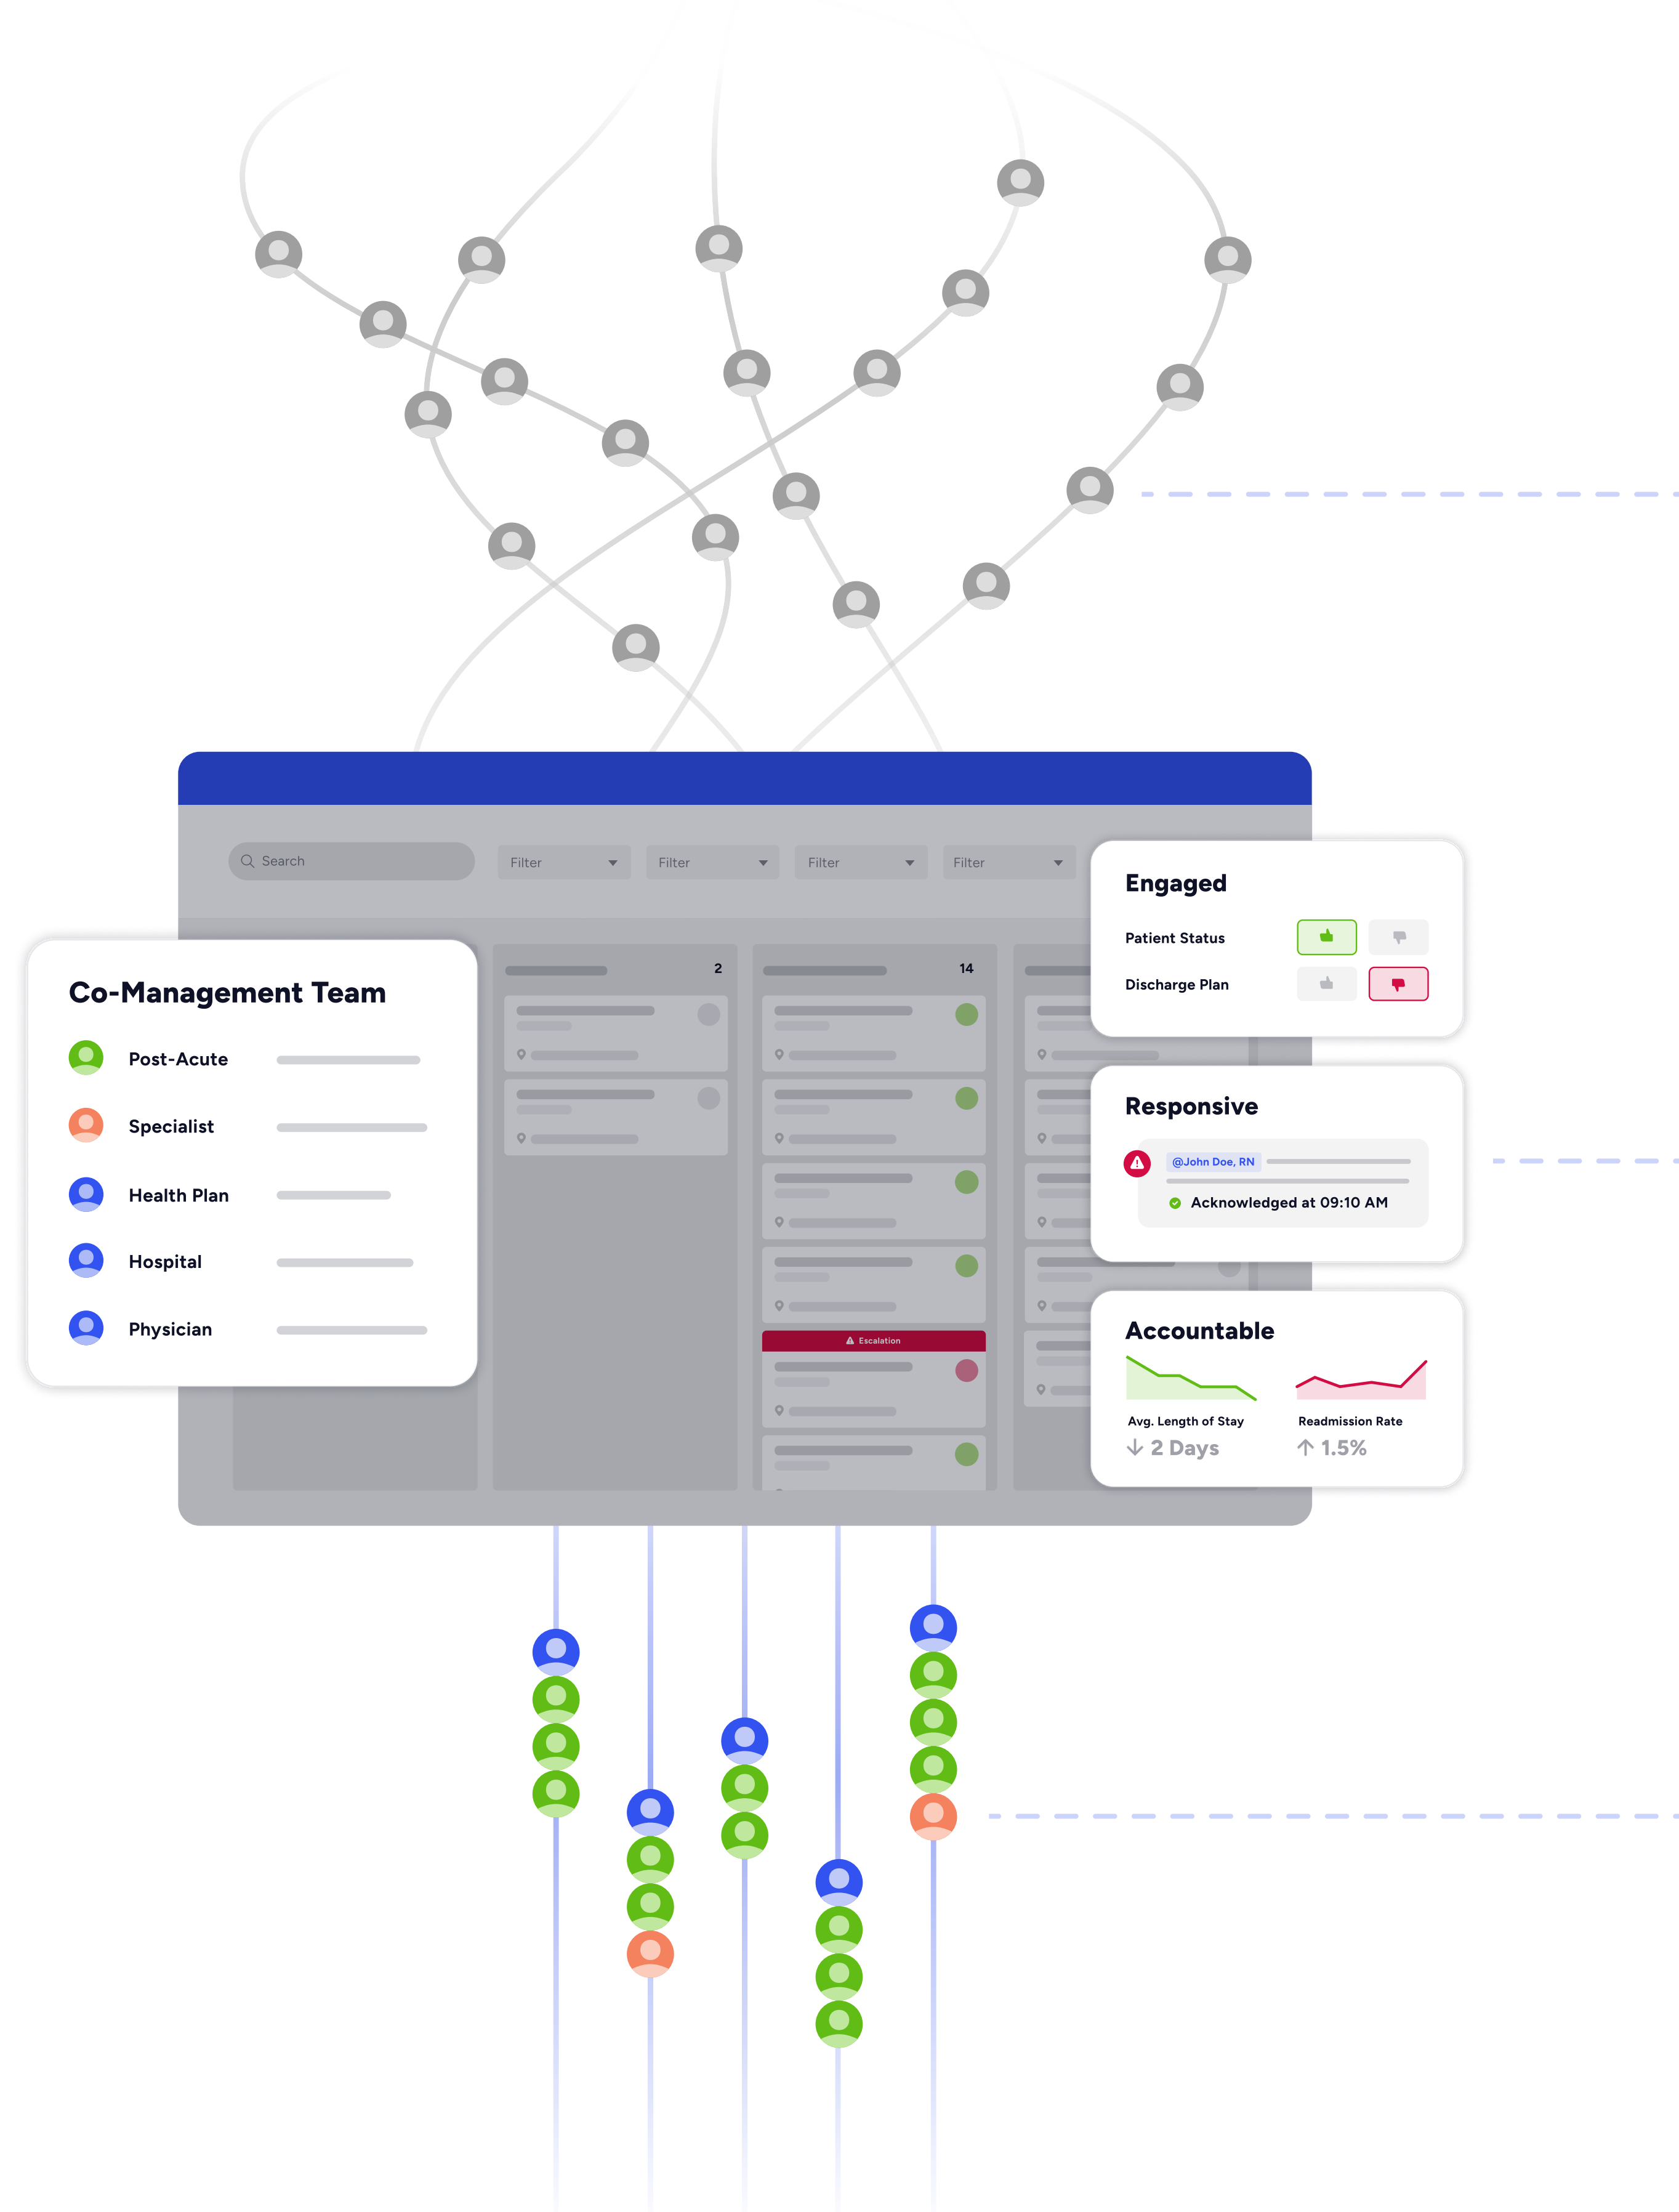 Search
Filter
Filter
Filter
Filter
2
14
Escalation
Co-Management Team
Post-Acute
Specialist
Health Plan
Hospital
Physician
Engaged
Patient Status
Discharge Plan
Responsive
@John Doe, RN
Acknowledged at 09:10 AM
Accountable
Avg. Length of Stay
2 Days
Readmission Rate
1.5%